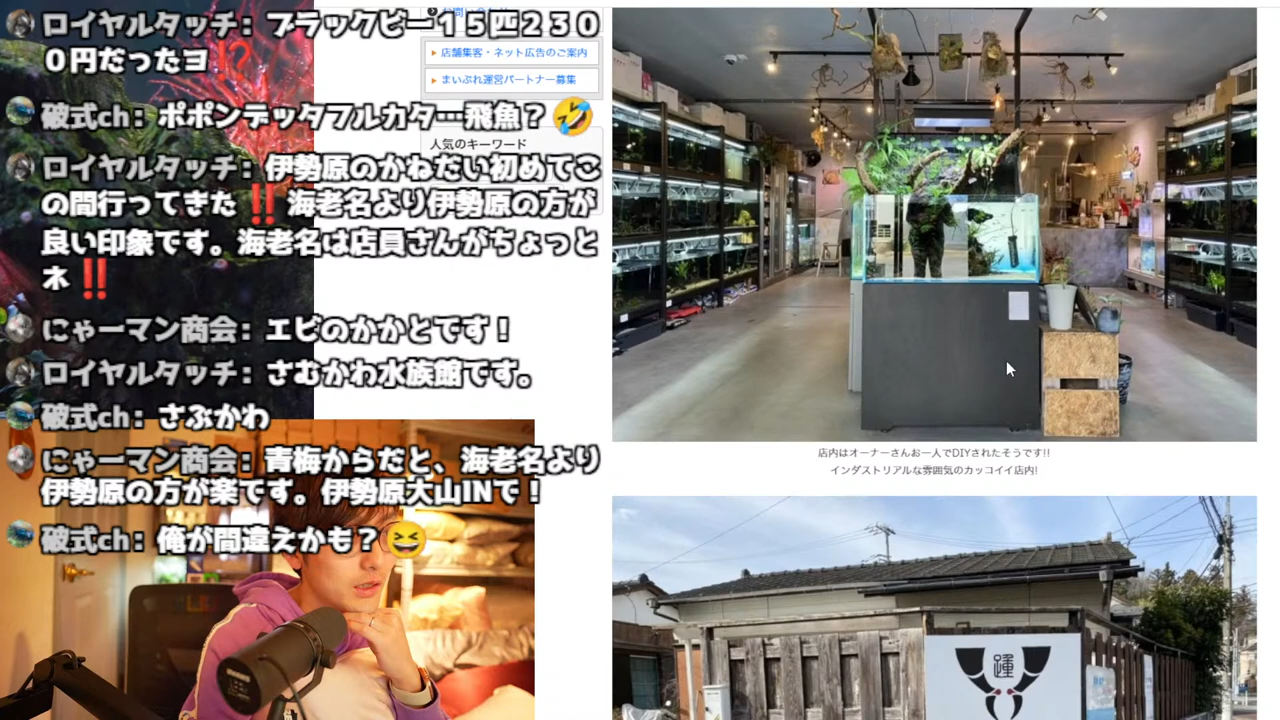 ロイヤルタッチ: ブラックビー１５匹２３０
０円だったヨ⁉️
破式ch: ポポンデッタフルカタ…飛魚？🤣
ロイヤルタッチ: 伊勢原のかねだい初めてこ
の間行ってきた‼️海老名より伊勢原の方が
良い印象です。海老名は店員さんがちょっと
ネ‼️
にゃーマン商会: エビのかかとです！
ロイヤルタッチ: さむかわ水族館です。
破式ch: さぶかわ
にゃーマン商会: 青梅からだと、海老名より
伊勢原の方が楽です。伊勢原大山INで！
破式ch: 俺が間違えかも？😆
店舗集客・ネット広告のご案内
まいぷれ運営パートナー募集
人気のキーワード
店内はオーナーさんお一人でDIYされたそうです!!
インダストリアルな雰囲気のカッコイイ店内!
踵